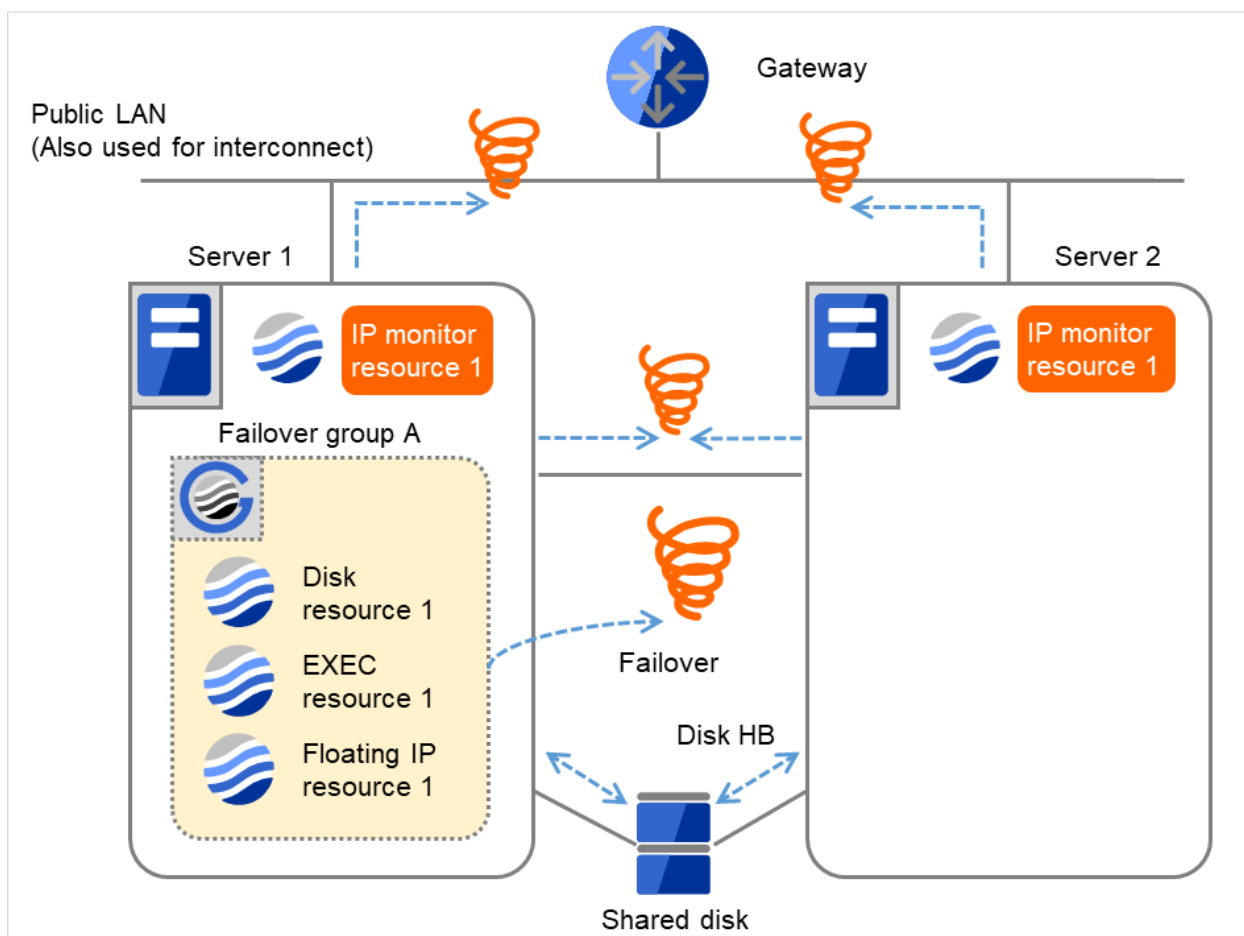 Gateway
Public LAN
(Also used for interconnect)
Server 1
Server 2
IP monitor
resource 1
IP monitor
resource 1
Failover group A
Disk
resource 1
EXEC
resource 1
Floating IP
resource 1
Failover
Disk HB
Shared disk